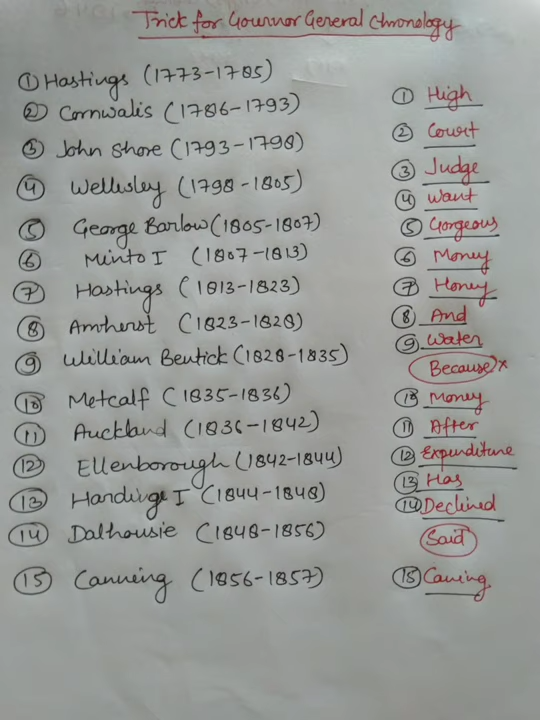 Trick for Governor General Chronology
① Hastings (1773-1785)
② Cornwalis (1786-1793)
③ John Shore (1793-1798)
④ Wellesley (1798-1805)
⑤ George Barlow (1805-1807)
⑥ Minto I (1807-1813)
⑦ Hastings (1813-1823)
⑧ Amherst (1823-1828)
⑨ William Bentick (1828-1835)
⑩ Metcalf (1835-1836)
⑪ Auckland (1836-1842)
⑫ Ellenborough (1842-1844)
⑬ Hardinge I (1844-1848)
⑭ Dalhousie (1848-1856)
⑮ Canning (1856-1857)
① High
② Court
③ Judge
④ Want
⑤ Gorgeous
⑥ Money
⑦ Honey
⑧ And
⑨ Water
Because x
⑩ Money
⑪ After
⑫ Expenditure
⑬ Has
⑭ Declined
Said
⑮ Caning